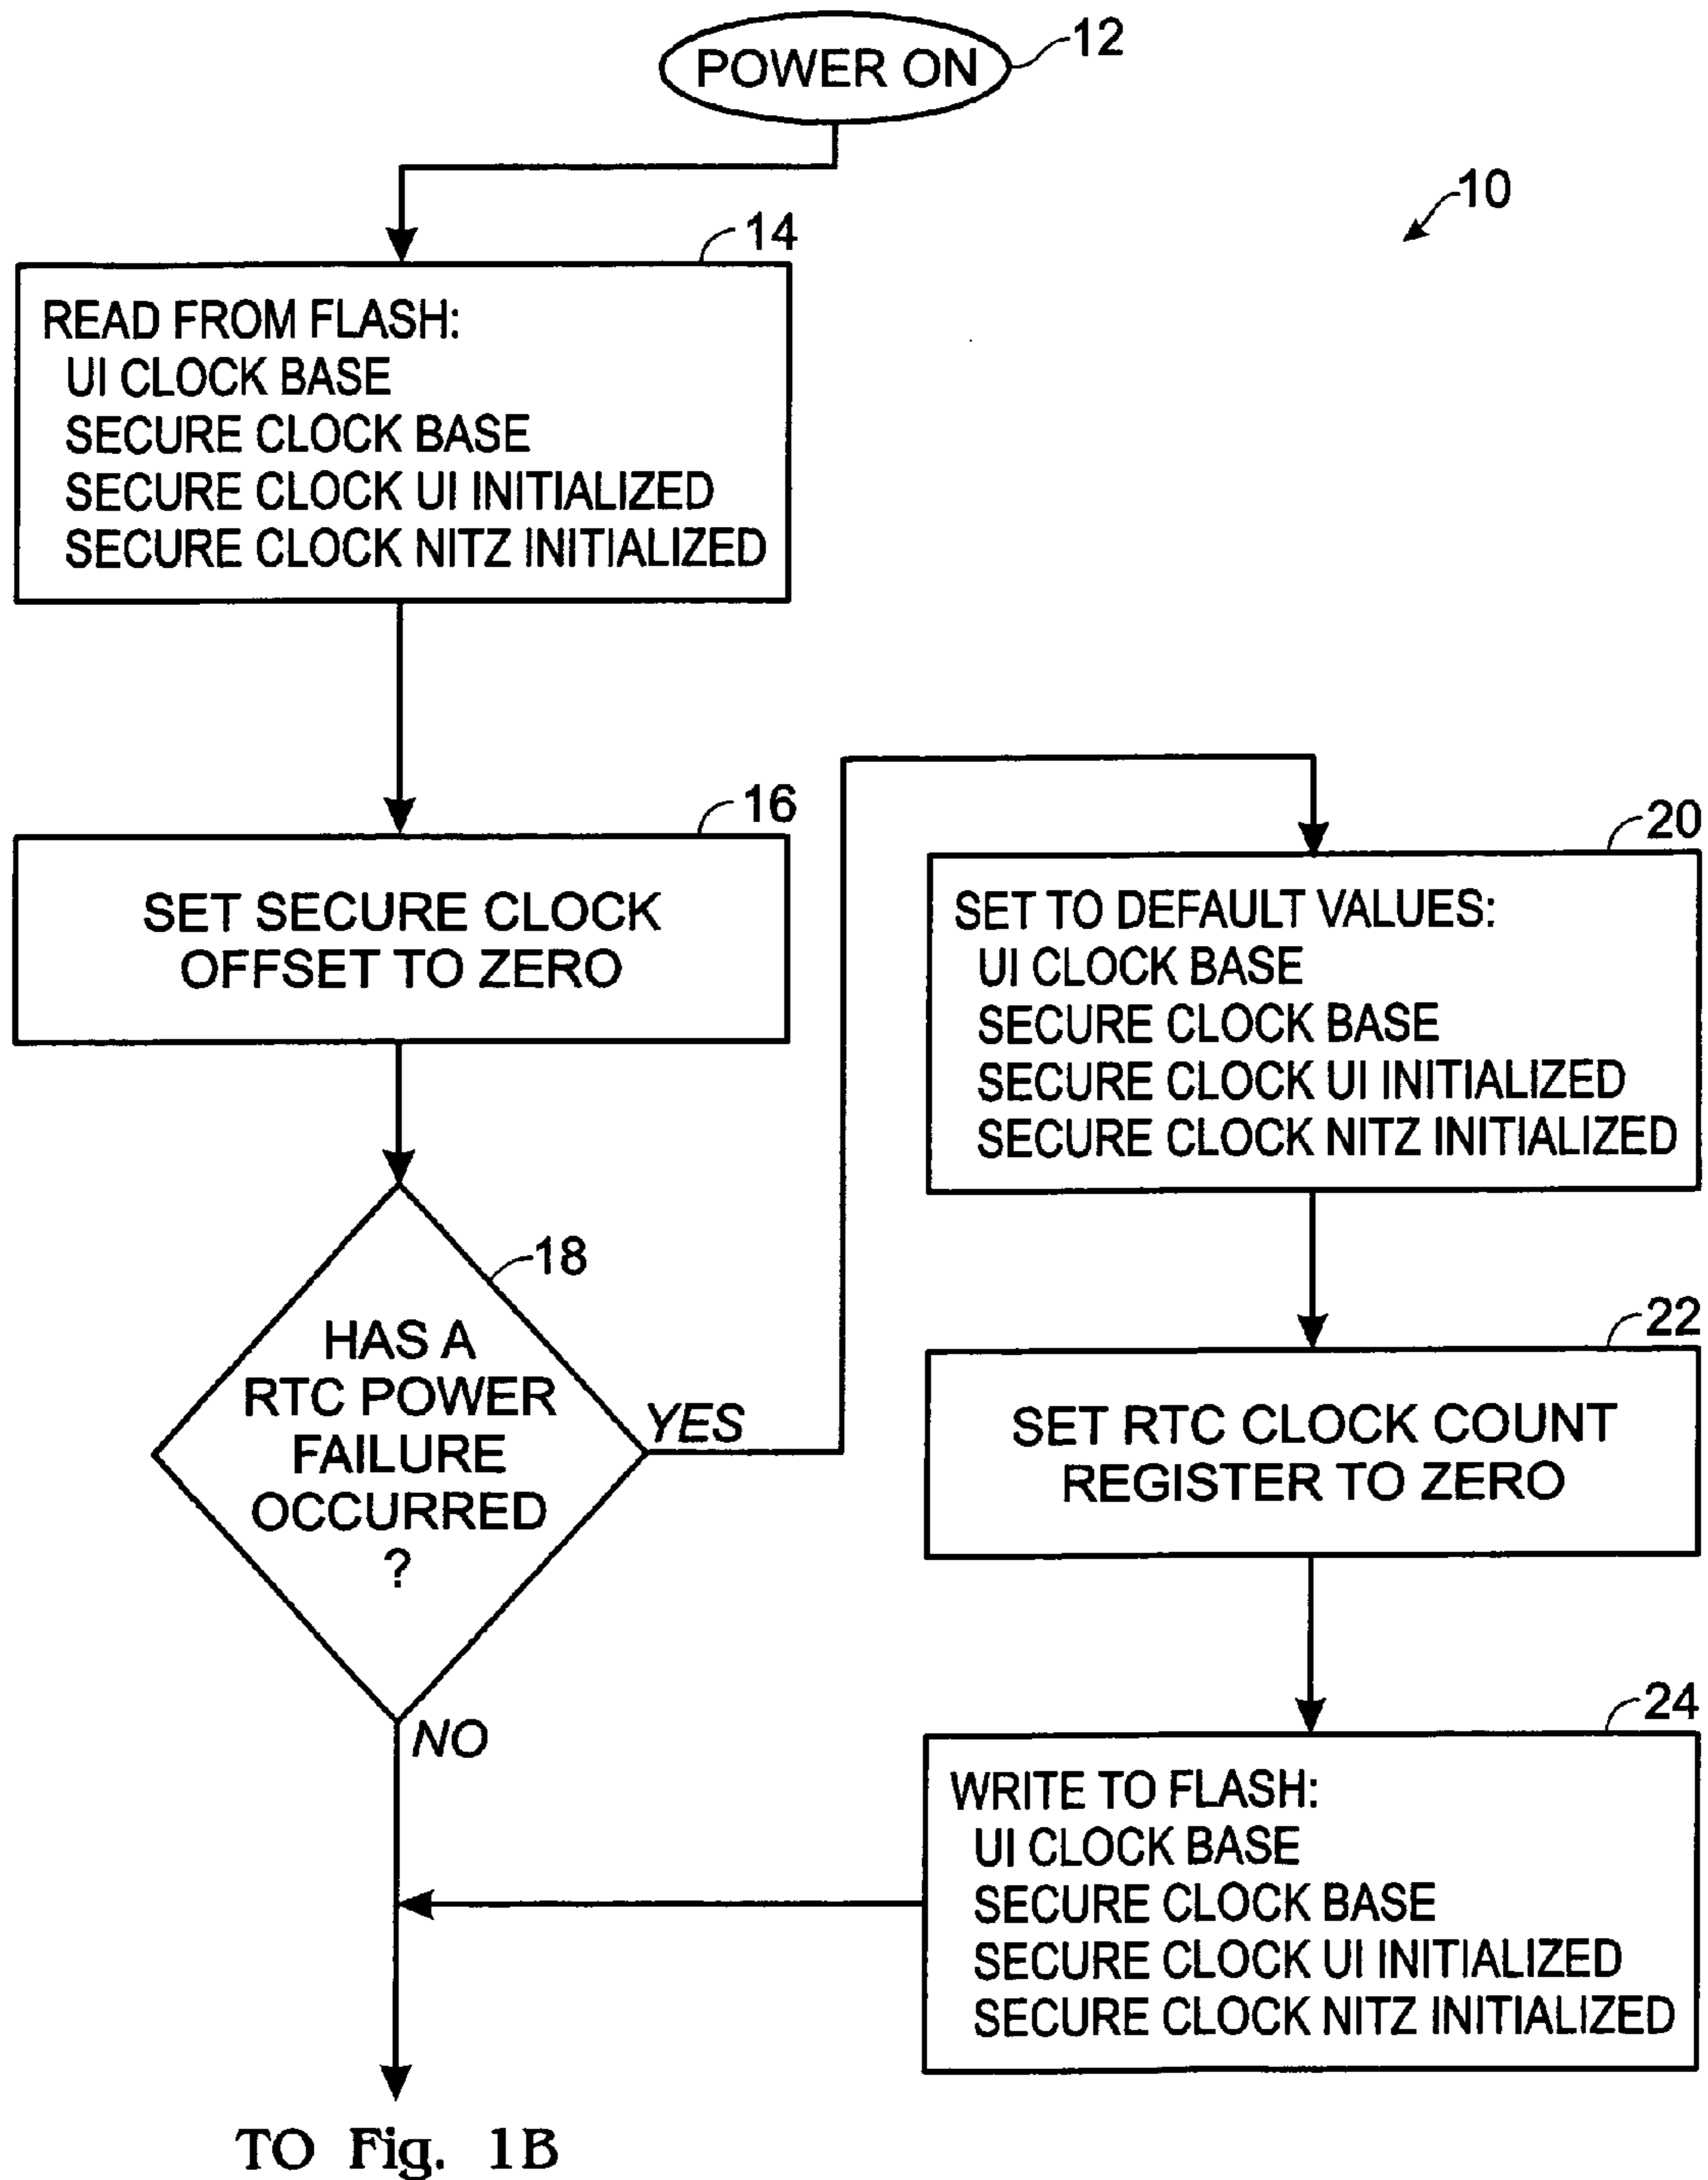 POWER ON
12
10
14
READ FROM FLASH:
UI CLOCK BASE
SECURE CLOCK BASE
SECURE CLOCK UI INITIALIZED
SECURE CLOCK NITZ INITIALIZED
16
SET SECURE CLOCK
OFFSET TO ZERO
18
HAS A
RTC POWER
FAILURE
OCCURRED
?
YES
NO
20
SET TO DEFAULT VALUES:
UI CLOCK BASE
SECURE CLOCK BASE
SECURE CLOCK UI INITIALIZED
SECURE CLOCK NITZ INITIALIZED
22
SET RTC CLOCK COUNT
REGISTER TO ZERO
24
WRITE TO FLASH:
UI CLOCK BASE
SECURE CLOCK BASE
SECURE CLOCK UI INITIALIZED
SECURE CLOCK NITZ INITIALIZED
TO Fig. 1B